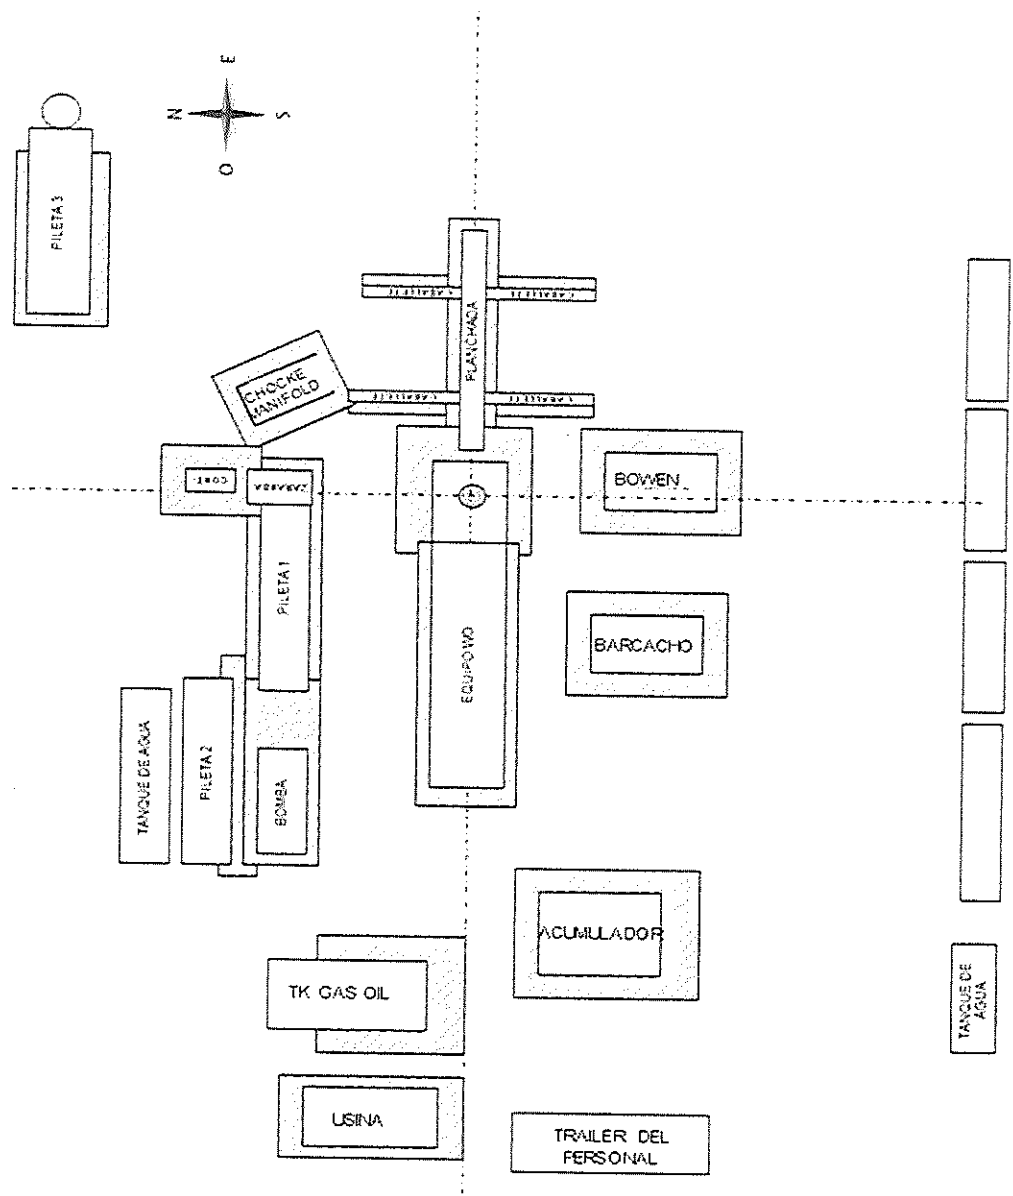 E
N
S
O
PILETA 3
CABALLETE
CABALLETE
PLANCHADA
CHOCKE
MANIFOLD
CABALLETE
CABALLETE
CORT.
ZARANDA
BOWEN
PILETA 1
EQUIPO WO
BARCACHO
TANQUE DE AGUA
PILETA 2
BOMBA
ACUMULADOR
TK GAS OIL
TANQUE DE
AGUA
USINA
TRAILER DEL
PERSONAL